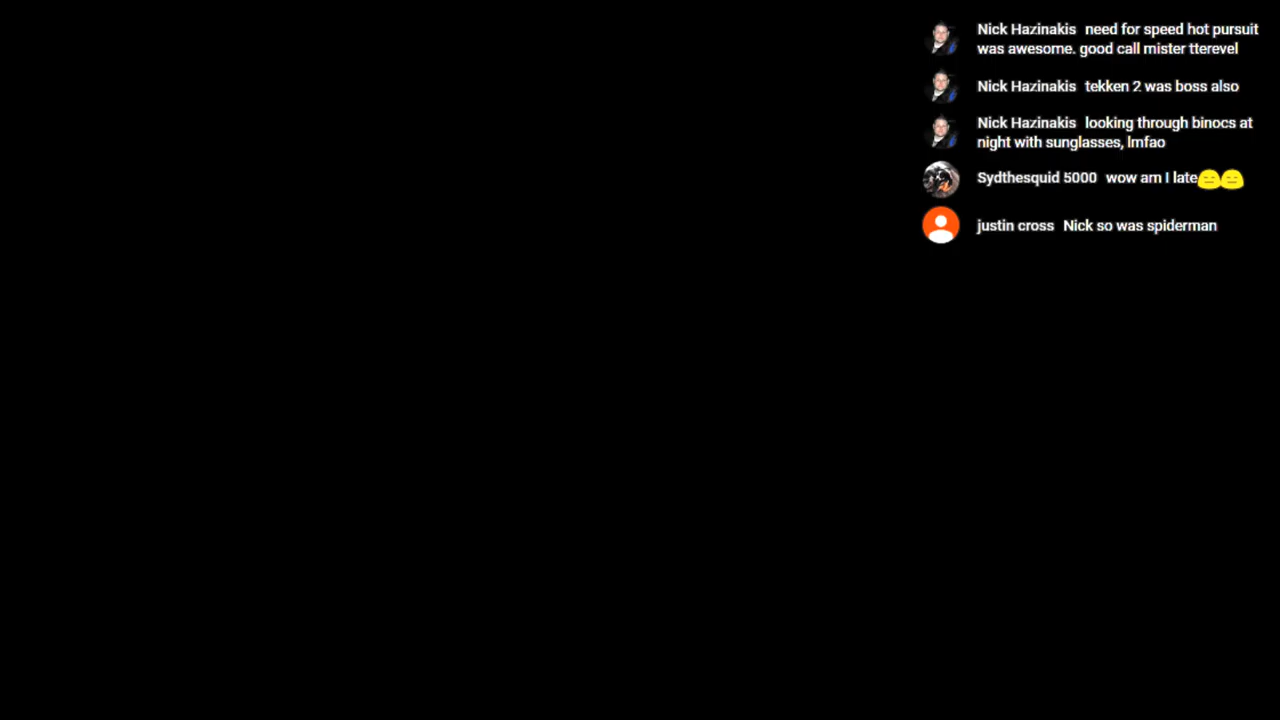 Nick Hazinakis need for speed hot pursuit
was awesome. good call mister tterevel
Nick Hazinakis tekken 2 was boss also
Nick Hazinakis looking through binocs at
night with sunglasses, lmfao
Sydthesquid 5000 wow am I late😑😑
justin cross Nick so was spiderman